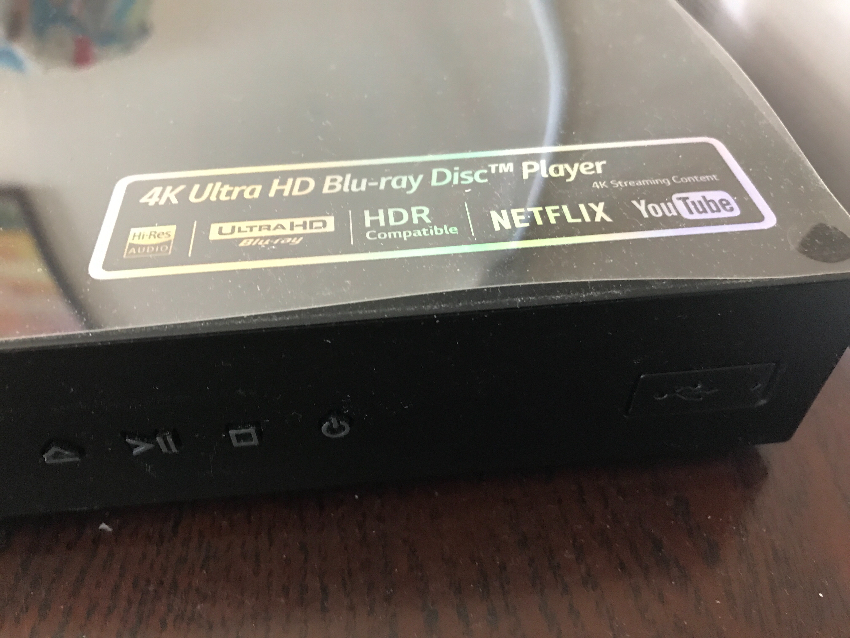 4K Ultra HD Blu-ray Disc™ Player
4K Streaming Content
Hi-Res
AUDIO
ULTRA HD
Blu-ray
HDR
Compatible
NETFLIX
YouTube